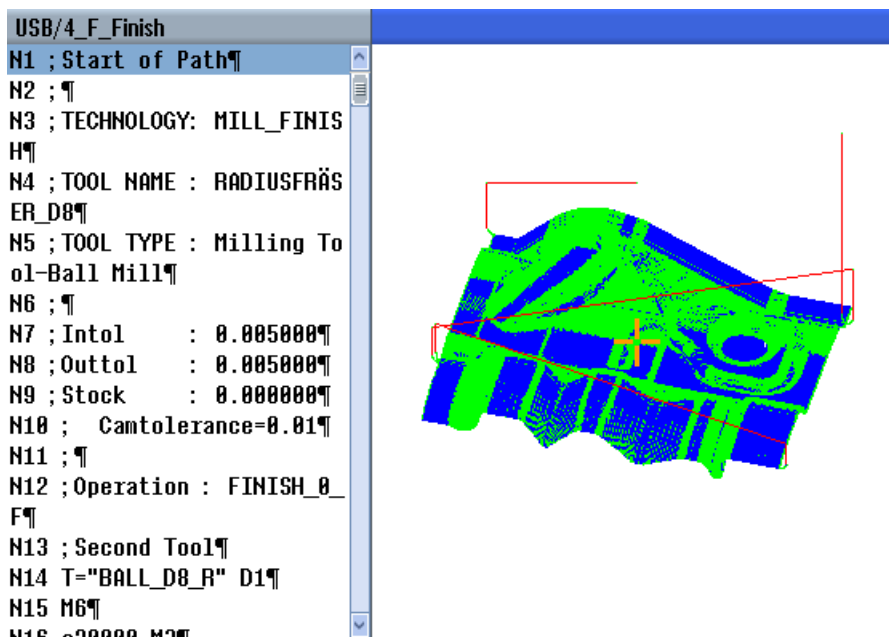 USB/4_F_Finish
N1 ;Start of Path¶
N2 ;¶
N3 ;TECHNOLOGY: MILL_FINIS
H¶
N4 ;TOOL NAME : RADIUSFRÄS
ER_D8¶
N5 ;TOOL TYPE : Milling To
ol-Ball Mill¶
N6 ;¶
N7 ;Intol     : 0.005000¶
N8 ;Outtol    : 0.005000¶
N9 ;Stock     : 0.000000¶
N10 ;  Camtolerance=0.01¶
N11 ;¶
N12 ;Operation : FINISH_0_
F¶
N13 ;Second Tool¶
N14 T="BALL_D8_R" D1¶
N15 M6¶